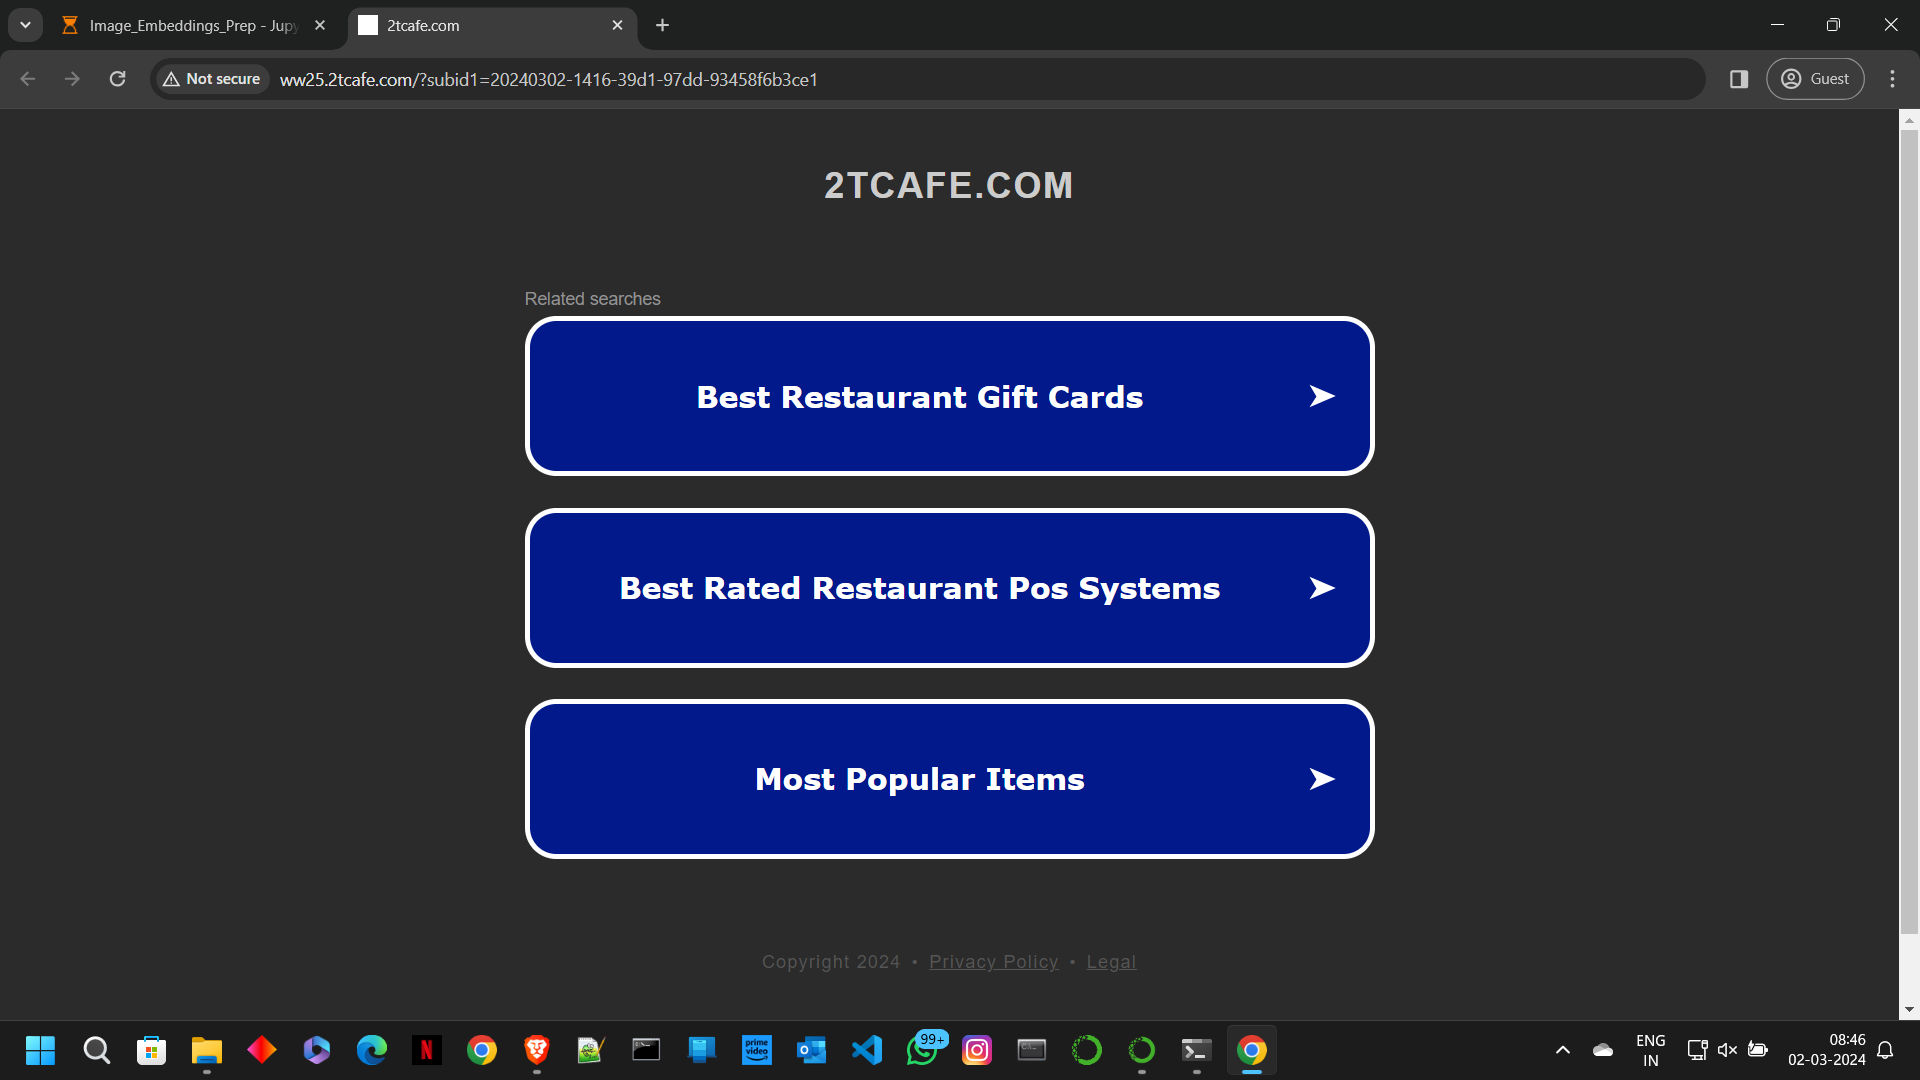 Image_Embeddings_Prep - Jupy
2tcafe.com
Not secure
ww25.2tcafe.com/?subid1=20240302-1416-39d1-97dd-93458f6b3ce1
Guest
2TCAFE.COM
Related searches
Best Restaurant Gift Cards
Best Rated Restaurant Pos Systems
Most Popular Items
Copyright 2024 • Privacy Policy • Legal
N
prime video
99+
ENG
IN
08:46
02-03-2024